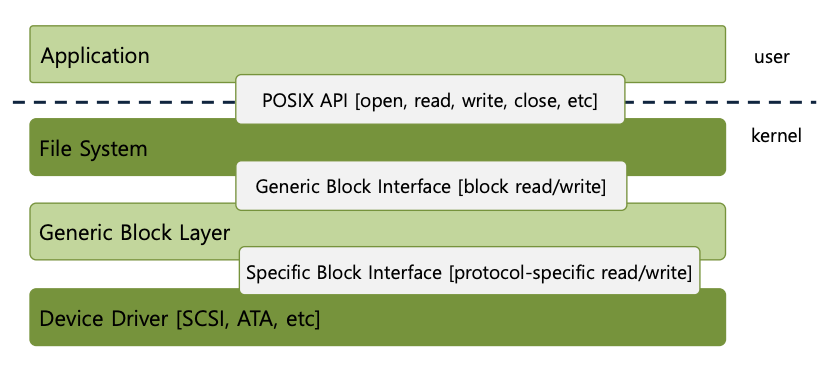 Application
user
POSIX API [open, read, write, close, etc]
kernel
File System
Generic Block Interface [block read/write]
Generic Block Layer
Specific Block Interface [protocol-specific read/write]
Device Driver [SCSI, ATA, etc]